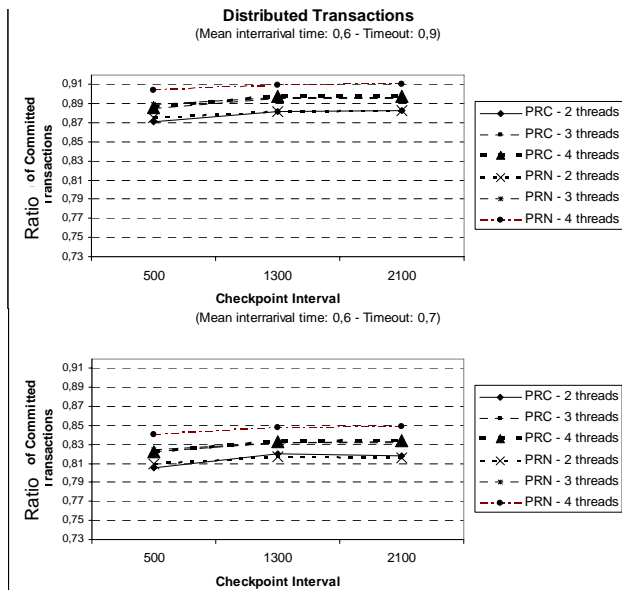 Distributed Transactions
(Mean interrarival time: 0,6 - Timeout: 0,9)
Ratio of Committed
Transactions
0,91
0,89
0,87
0,85
0,83
0,81
0,79
0,77
0,75
0,73
500 1300 2100
Checkpoint Interval
PRC - 2 threads
PRC - 3 threads
PRC - 4 threads
PRN - 2 threads
PRN - 3 threads
PRN - 4 threads
(Mean interrarival time: 0,6 - Timeout: 0,7)
Ratio of Committed
Transactions
0,91
0,89
0,87
0,85
0,83
0,81
0,79
0,77
0,75
0,73
500 1300 2100
Checkpoint Interval
PRC - 2 threads
PRC - 3 threads
PRC - 4 threads
PRN - 2 threads
PRN - 3 threads
PRN - 4 threads